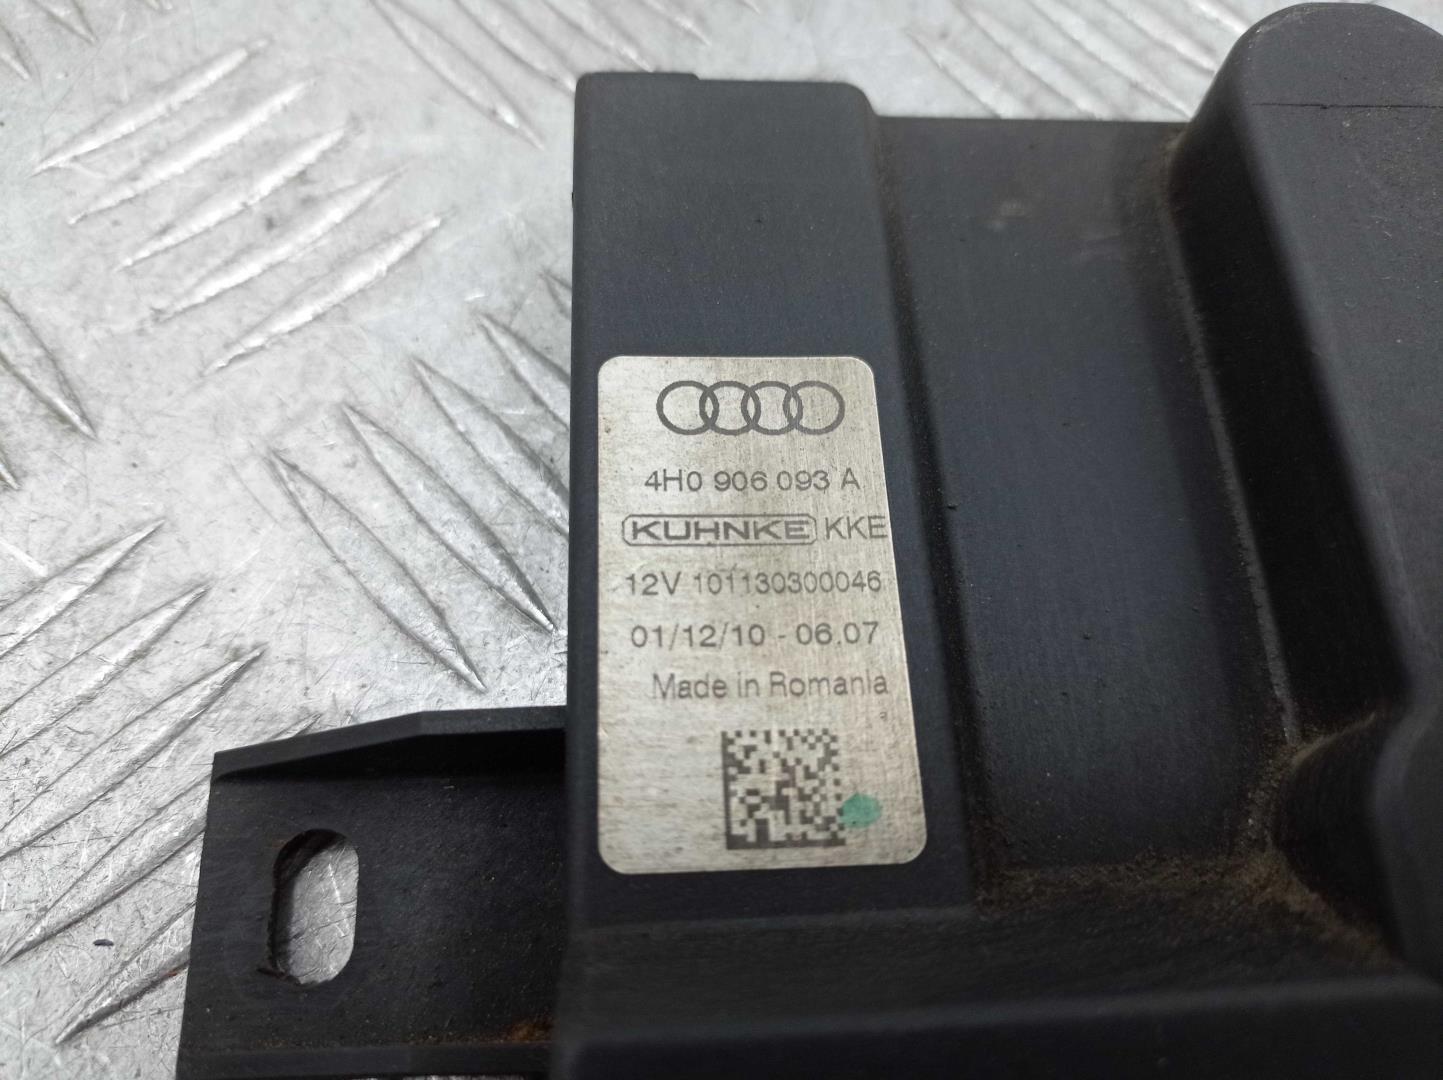 4H0 906 093 A
KUHNKE KKE
12V 101130300046
01/12/10 - 06.07
Made in Romania